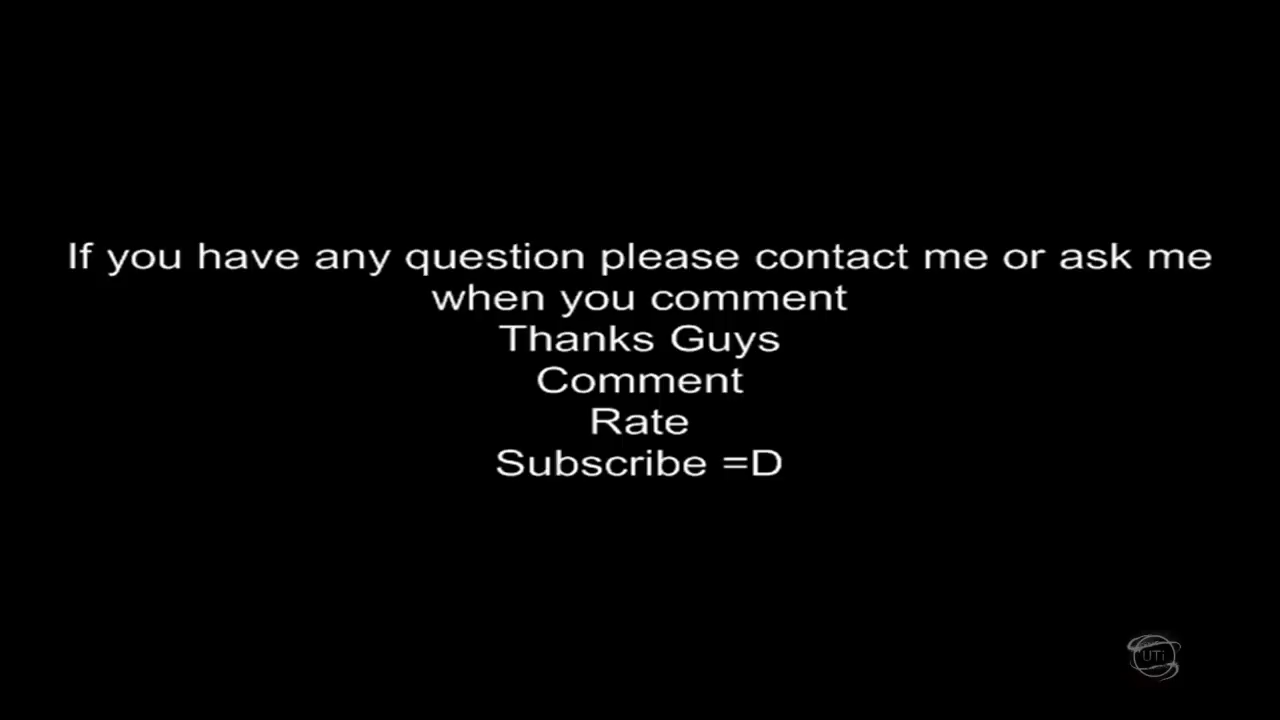 If you have any question please contact me or ask me
when you comment
Thanks Guys
Comment
Rate
Subscribe =D
UTi